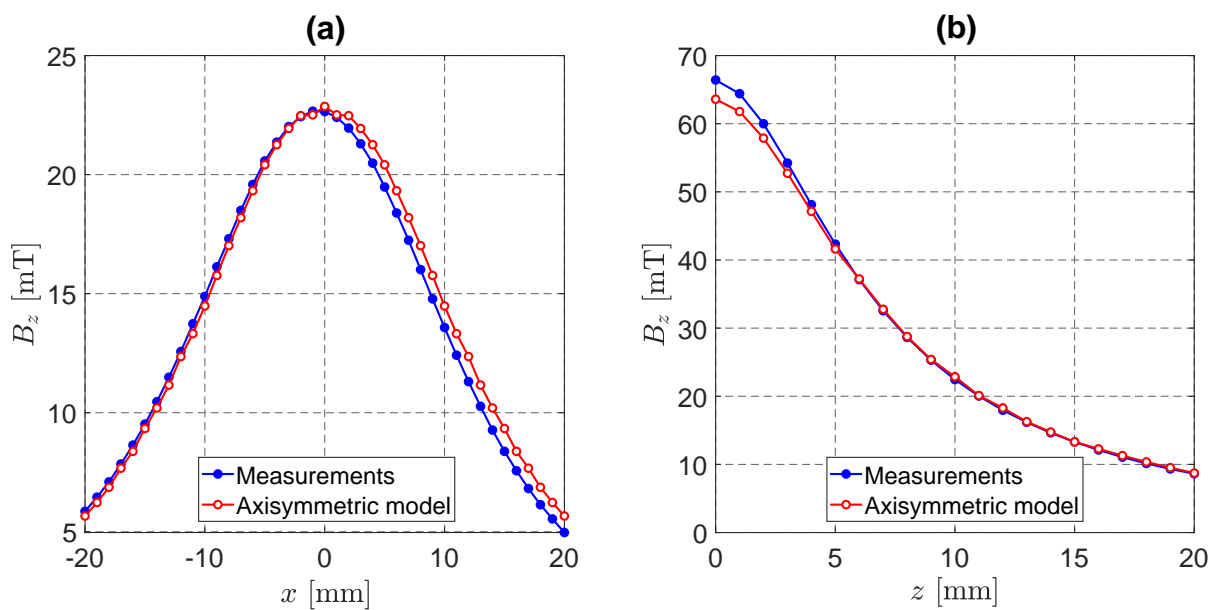 (a)
25
20
15
10
5
B_z [mT]
-20 -10 0 10 20
x [mm]
Measurements
Axisymmetric model
(b)
70
60
50
40
30
20
10
0
B_z [mT]
0 5 10 15 20
z [mm]
Measurements
Axisymmetric model